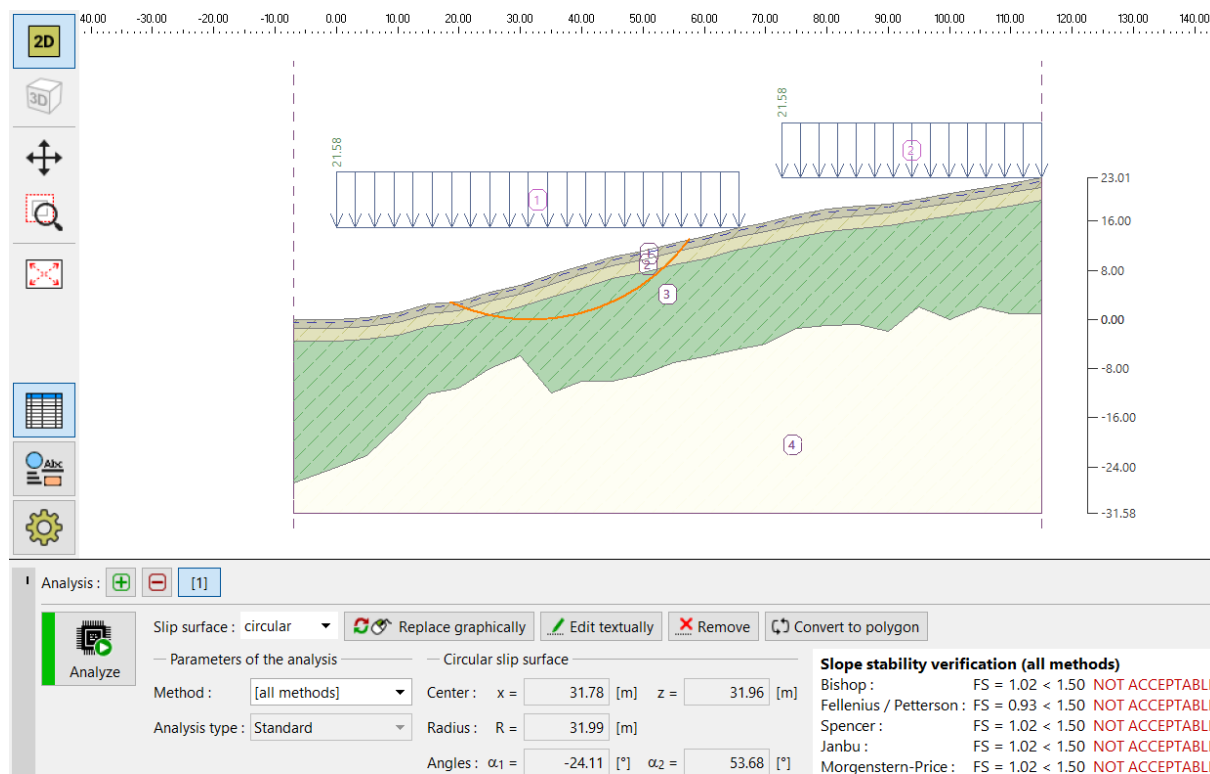 40.00 -30.00 -20.00 -10.00 0.00 10.00 20.00 30.00 40.00 50.00 60.00 70.00 80.00 90.00 100.00 110.00 120.00 130.00 140.00
2D
3D
21.58
21.58
2
1
23.01
16.00
8.00
0.00
-8.00
-16.00
-24.00
-31.58
1
2
3
4
Abc
Analysis : [1]
Analyze
Slip surface : circular Replace graphically Edit textually Remove Convert to polygon
Parameters of the analysis Circular slip surface
Method : [all methods] Center : x = 31.78 [m] z = 31.96 [m]
Analysis type : Standard Radius : R = 31.99 [m]
Angles : α1 = -24.11 [°] α2 = 53.68 [°]
Slope stability verification (all methods)
Bishop : FS = 1.02 < 1.50 NOT ACCEPTABL
Fellenius / Petterson : FS = 0.93 < 1.50 NOT ACCEPTABL
Spencer : FS = 1.02 < 1.50 NOT ACCEPTABL
Janbu : FS = 1.02 < 1.50 NOT ACCEPTABL
Morgenstern-Price : FS = 1.02 < 1.50 NOT ACCEPTABL